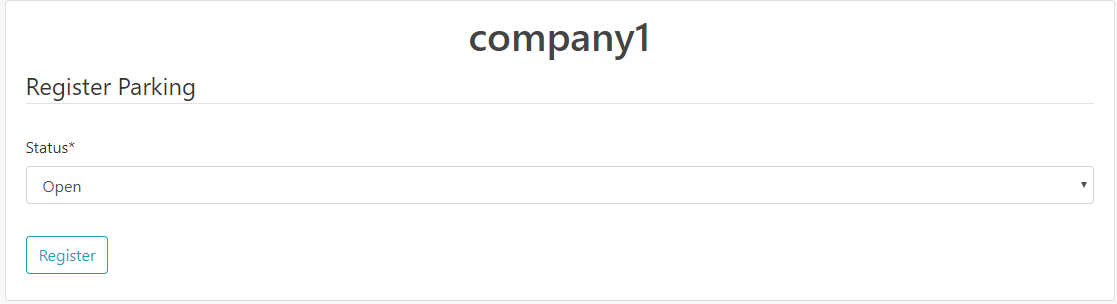 company1
Register Parking
Status*
Open
Register